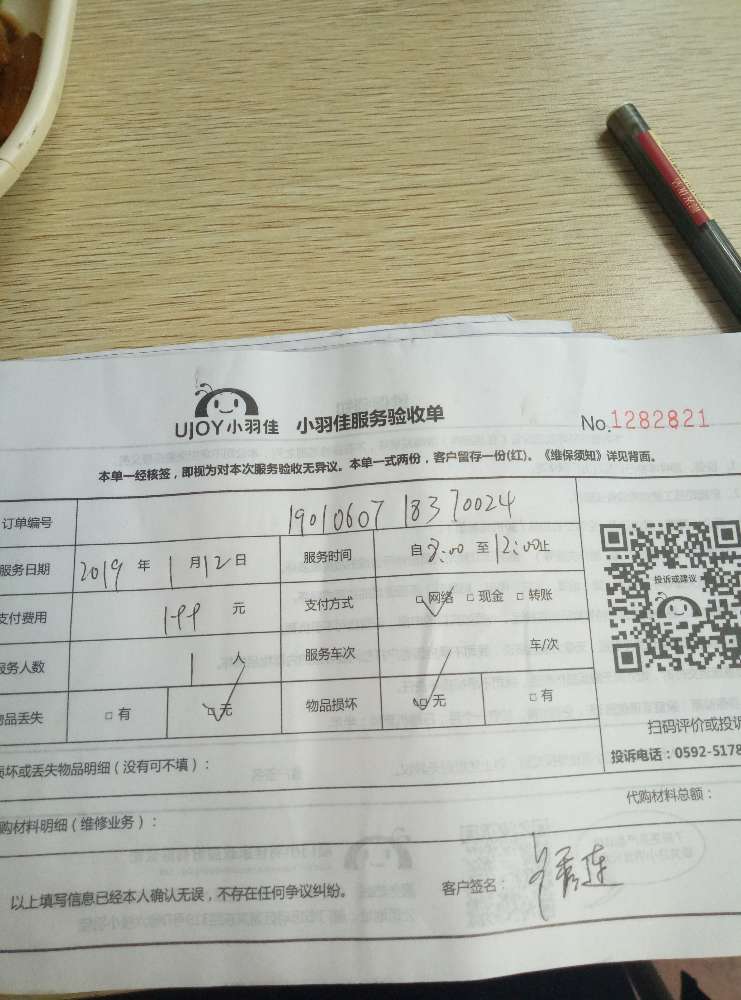 UJOY小羽佳 小羽佳服务验收单 No.1282821
本单一经核签，即视为对本次服务验收无异议。本单一式两份，客户留存一份(红)。《维保须知》详见背面。
订单编号 19010607 18370024
服务日期 2019 年 1 月 12 日 服务时间 自 8:00 至 12:00 止
支付费用 199 元 支付方式 □ 网络 □ 现金 □ 转账
服务人数 1 人 服务车次 / 车/次
品丢失 □ 有 □ 无 物品损坏 □ 无 □ 有
投诉或建议
扫码评价或投诉
投诉电话：0592-5178
损坏或丢失物品明细（没有可不填）：
代购材料总额：
购材料明细（维修业务）：
以上填写信息已经本人确认无误，不存在任何争议纠纷。 客户签名：